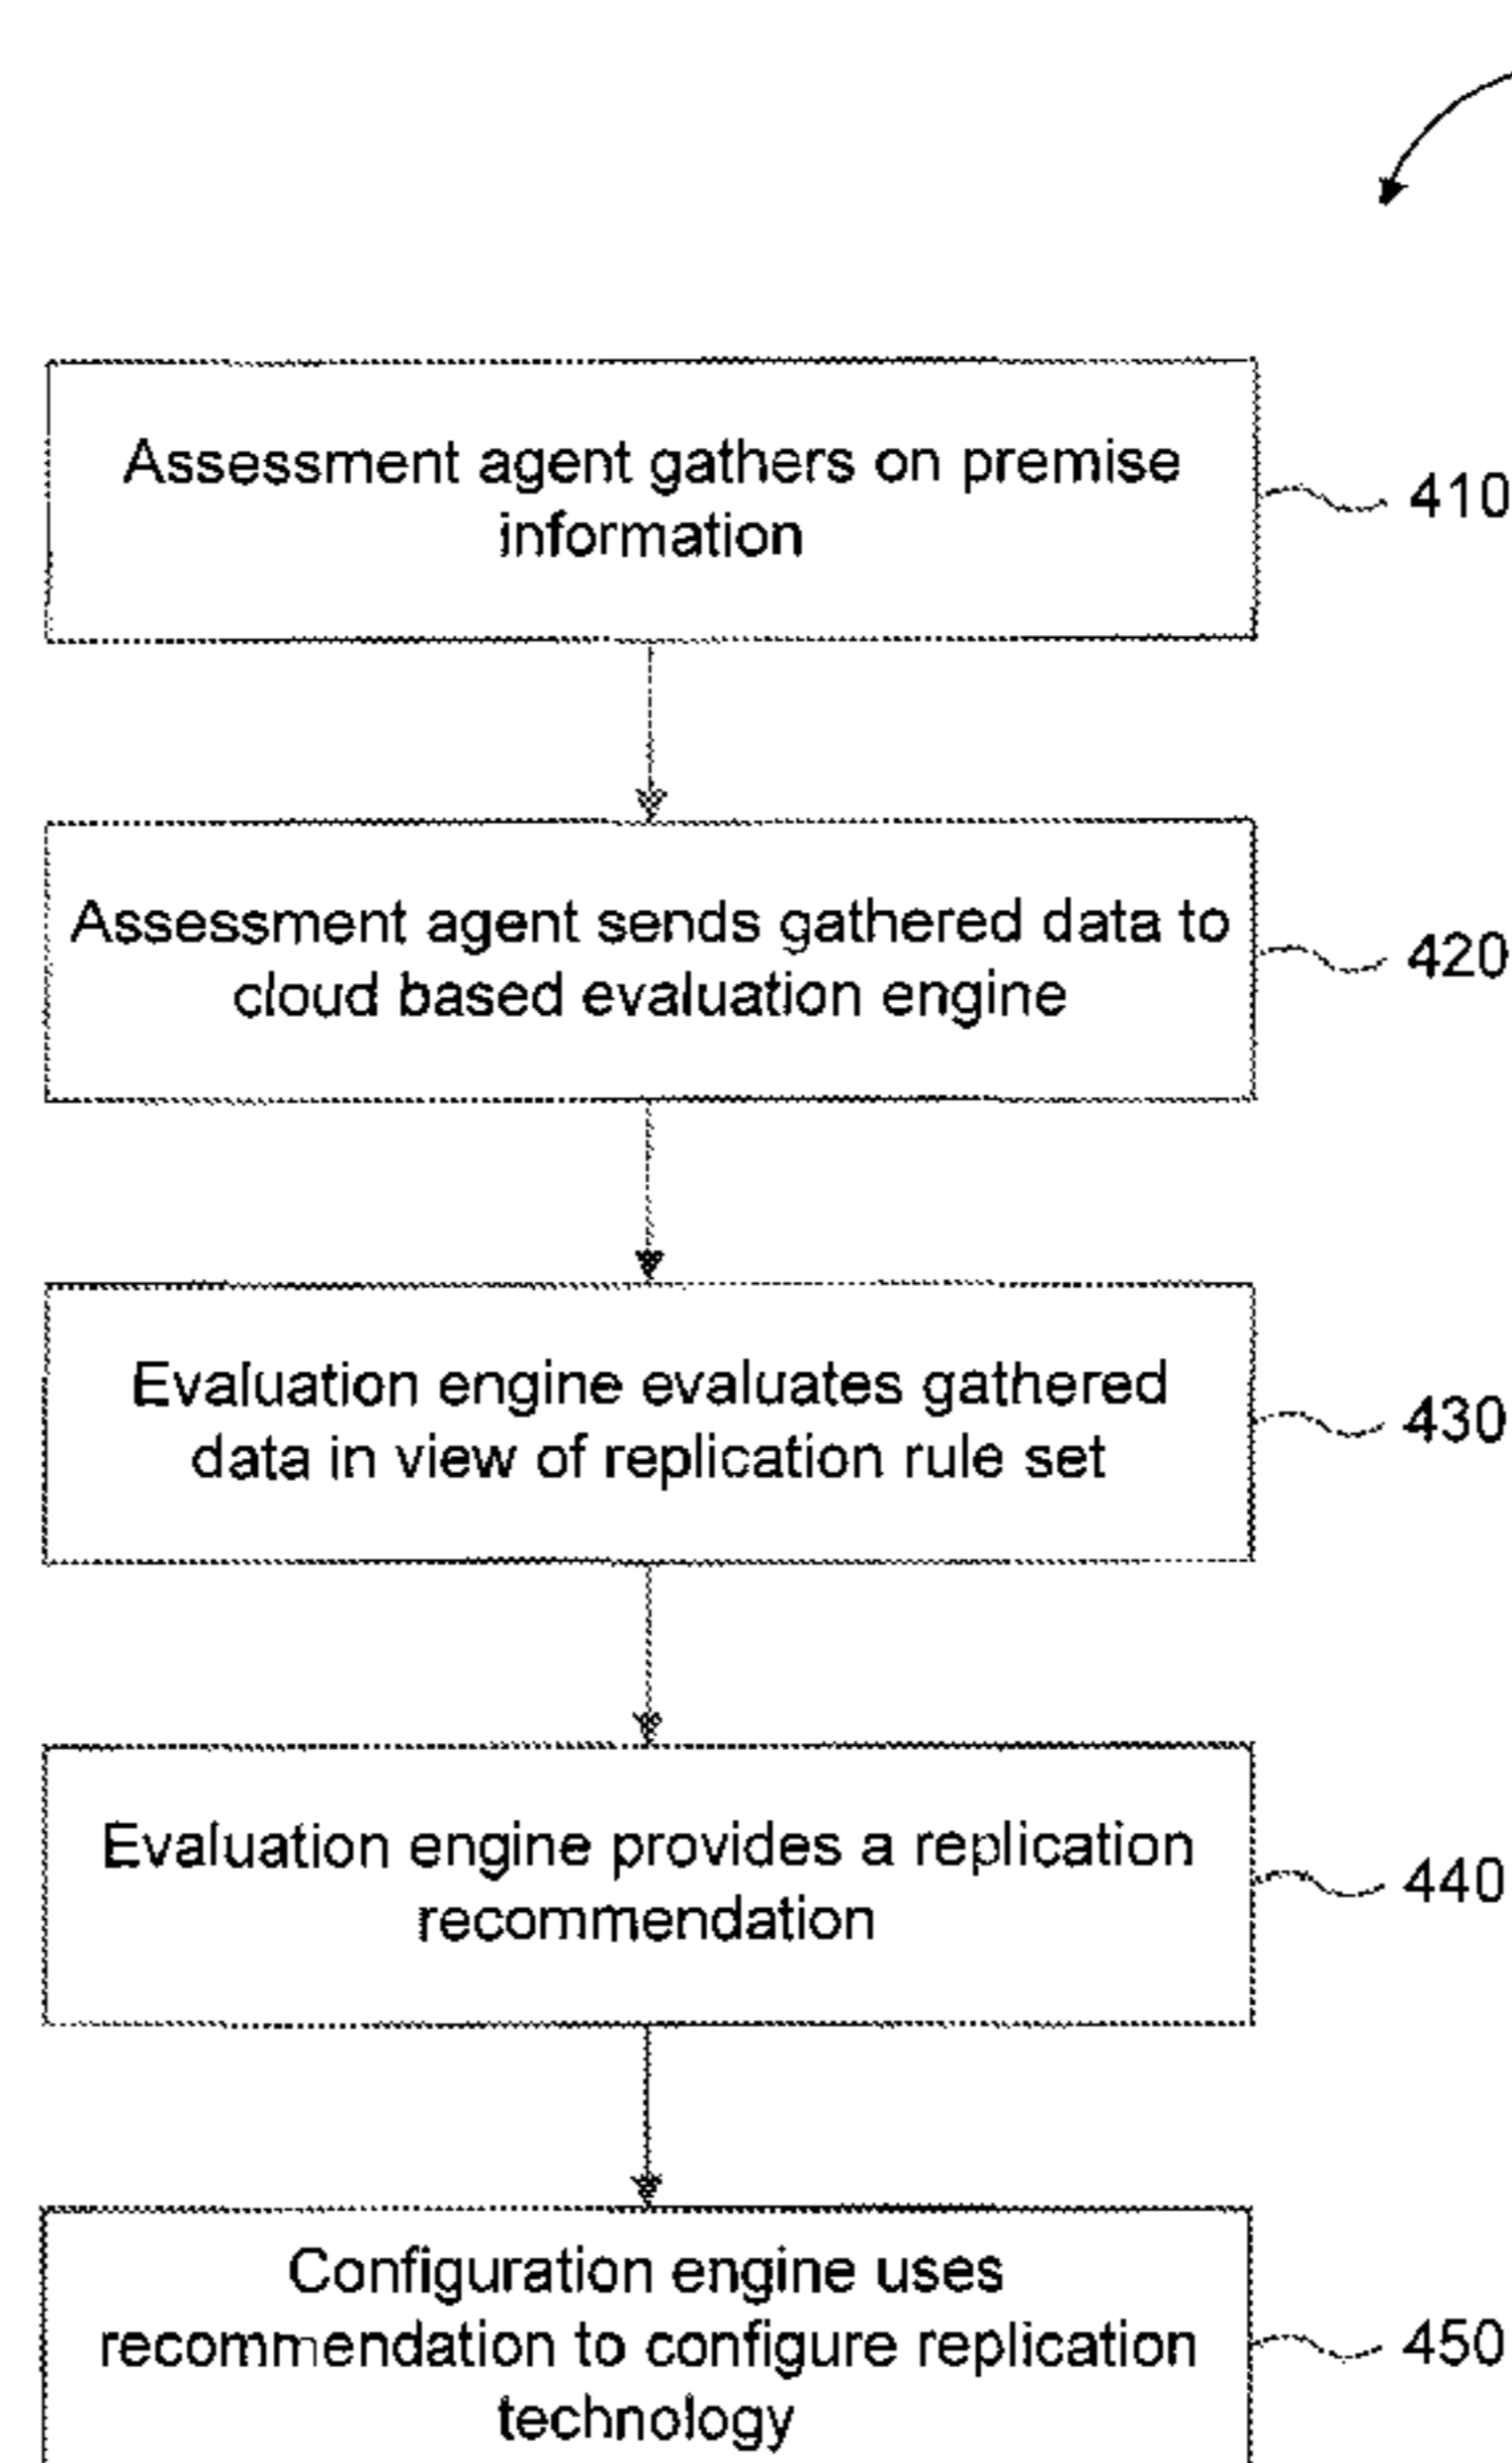 Assessment agent gathers on premise
information
410
Assessment agent sends gathered data to
cloud based evaluation engine
420
Evaluation engine evaluates gathered
data in view of replication rule set
430
Evaluation engine provides a replication
recommendation
440
Configuration engine uses
recommendation to configure replication
technology
450